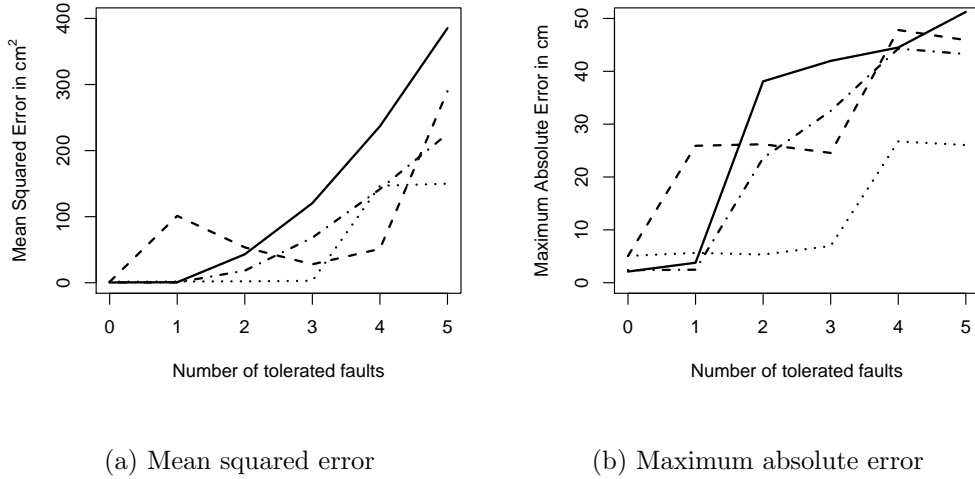 Mean Squared Error in cm²
400
300
200
100
0
0 1 2 3 4 5
Number of tolerated faults
(a) Mean squared error
Maximum Absolute Error in cm
50
40
30
20
10
0
0 1 2 3 4 5
Number of tolerated faults
(b) Maximum absolute error